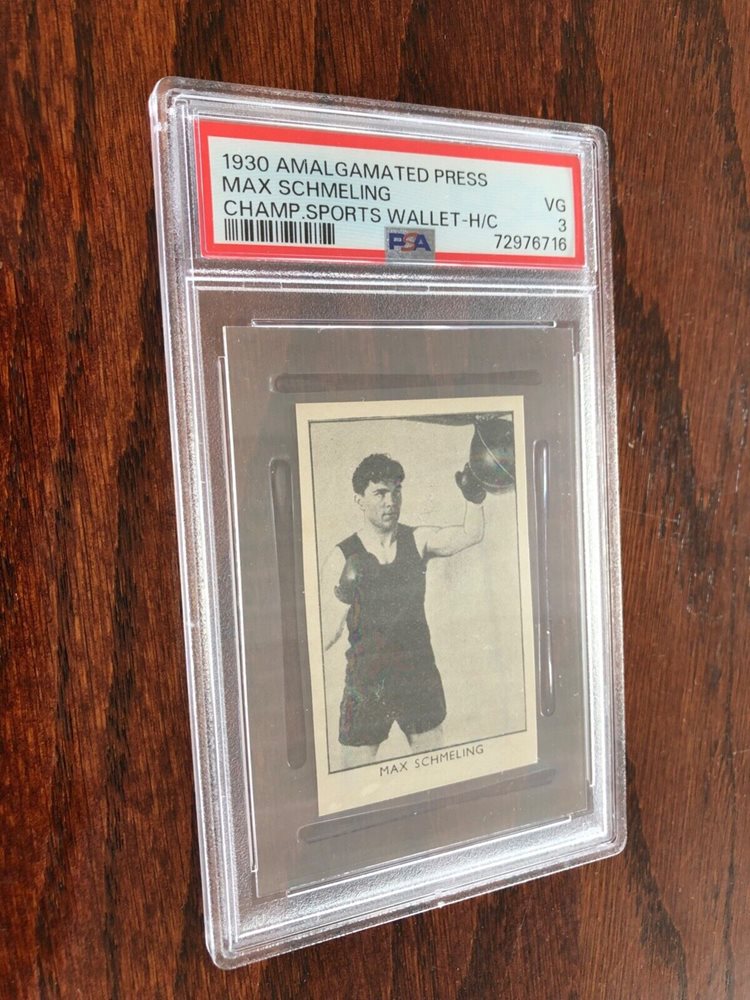 1930 AMALGAMATED PRESS
MAX SCHMELING VG
CHAMP.SPORTS WALLET-H/C 3
PSA 72976716
MAX SCHMELING